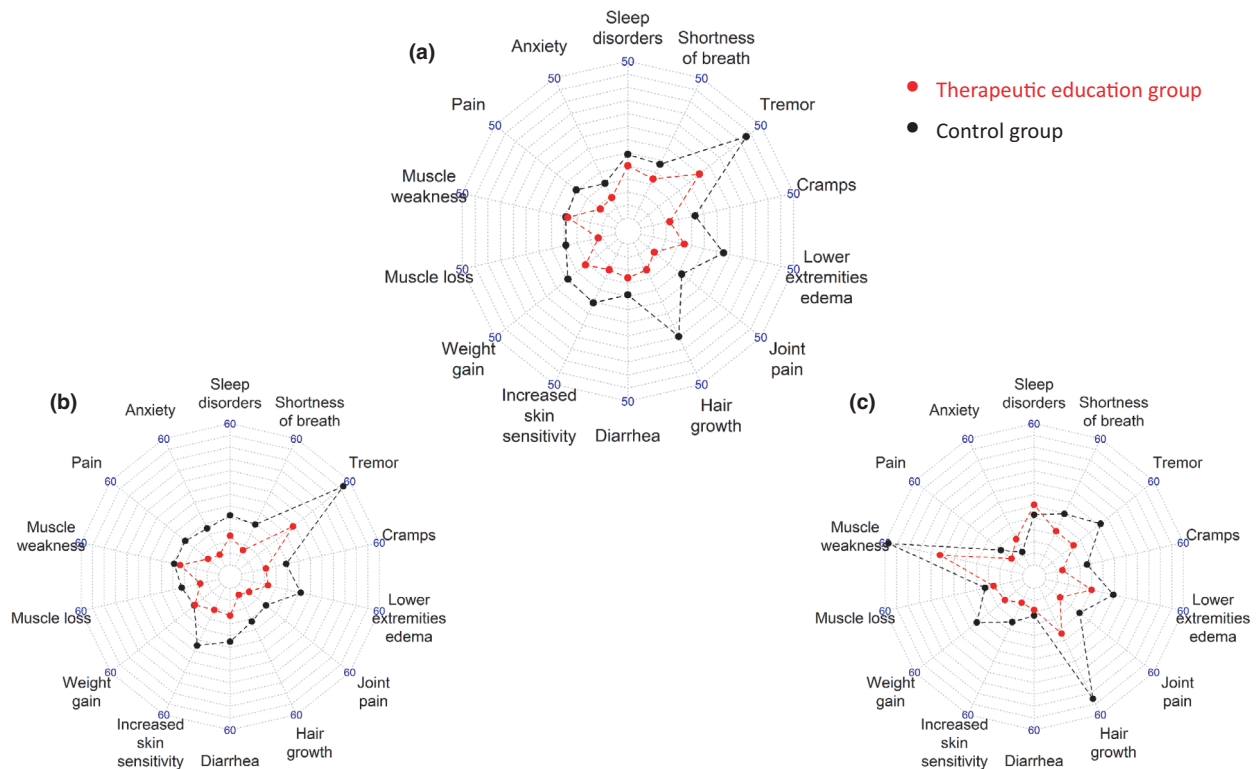 (a)
Sleep
disorders
Shortness
of breath
Anxiety
Tremor
Pain
Cramps
Muscle
weakness
Lower
extremities
edema
Muscle loss
Joint
pain
Weight
gain
Hair
growth
Increased
skin
sensitivity
Diarrhea
50
50
50
50
50
50
50
50
50
50
50
50
50
50
Therapeutic education group
Control group
(b)
Sleep
disorders
Shortness
of breath
Anxiety
Tremor
Pain
Cramps
Muscle
weakness
Lower
extremities
edema
Muscle loss
Joint
pain
Weight
gain
Hair
growth
Increased
skin
sensitivity
Diarrhea
60
60
60
60
60
60
60
60
60
60
60
60
60
60
(c)
Sleep
disorders
Shortness
of breath
Anxiety
Tremor
Pain
Cramps
Muscle
weakness
Lower
extremities
edema
Muscle loss
Joint
pain
Weight
gain
Hair
growth
Increased
skin
sensitivity
Diarrhea
60
60
60
60
60
60
60
60
60
60
60
60
60
60